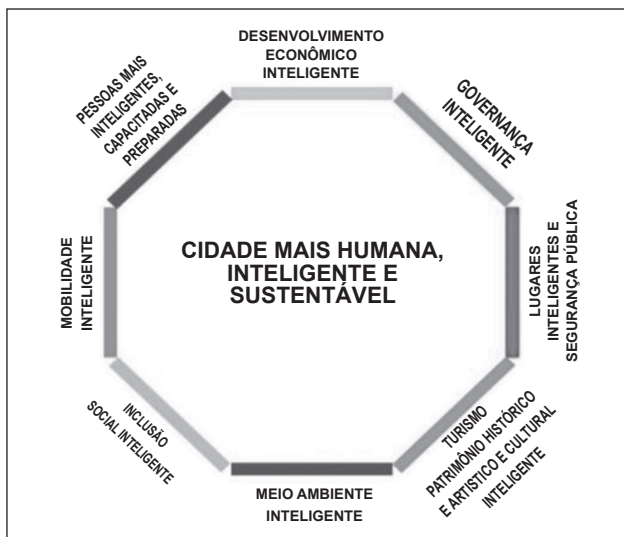 DESENVOLVIMENTO
ECONÔMICO
INTELIGENTE
GOVERNANÇA
INTELIGENTE
LUGARES
INTELIGENTES E
SEGURANÇA PÚBLICA
TURISMO
PATRIMÔNIO HISTÓRICO
E ARTISTICO E CULTURAL
INTELIGENTE
MEIO AMBIENTE
INTELIGENTE
INCLUSÃO
SOCIAL INTELIGENTE
MOBILIDADE
INTELIGENTE
PESSOAS MAIS
INTELIGENTES,
CAPACITADAS E
PREPARADAS
CIDADE MAIS HUMANA,
INTELIGENTE E
SUSTENTÁVEL